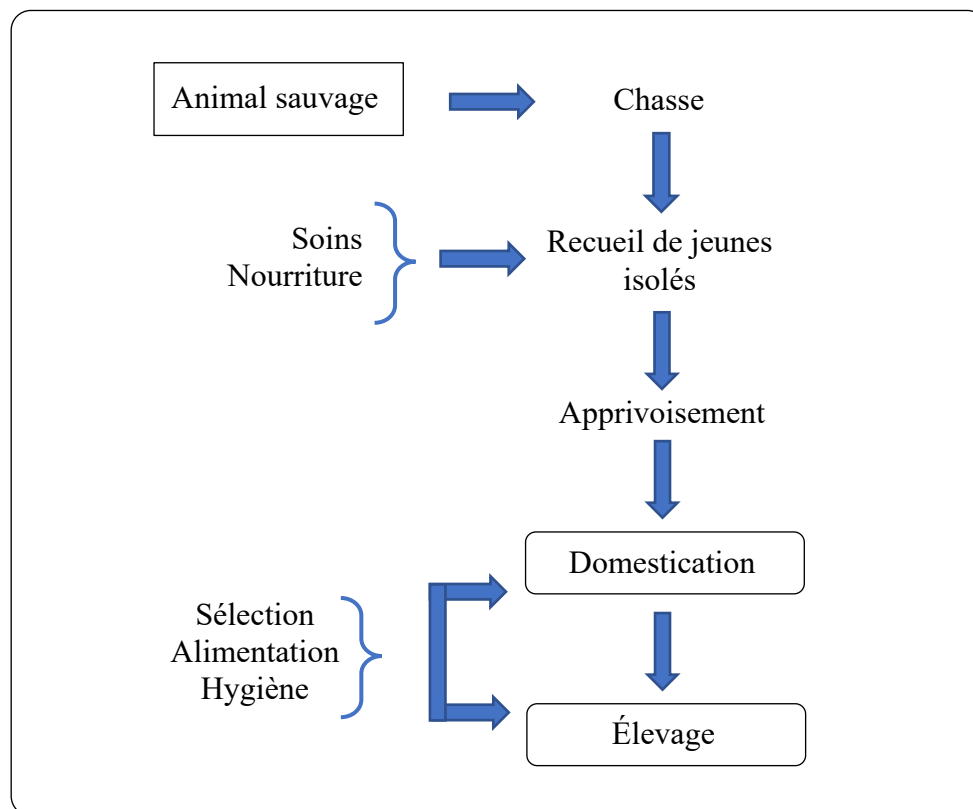 Animal sauvage
Chasse
Soins
Nourriture
Recueil de jeunes
isolés
Apprivoisement
Domestication
Sélection
Alimentation
Hygiène
Élevage